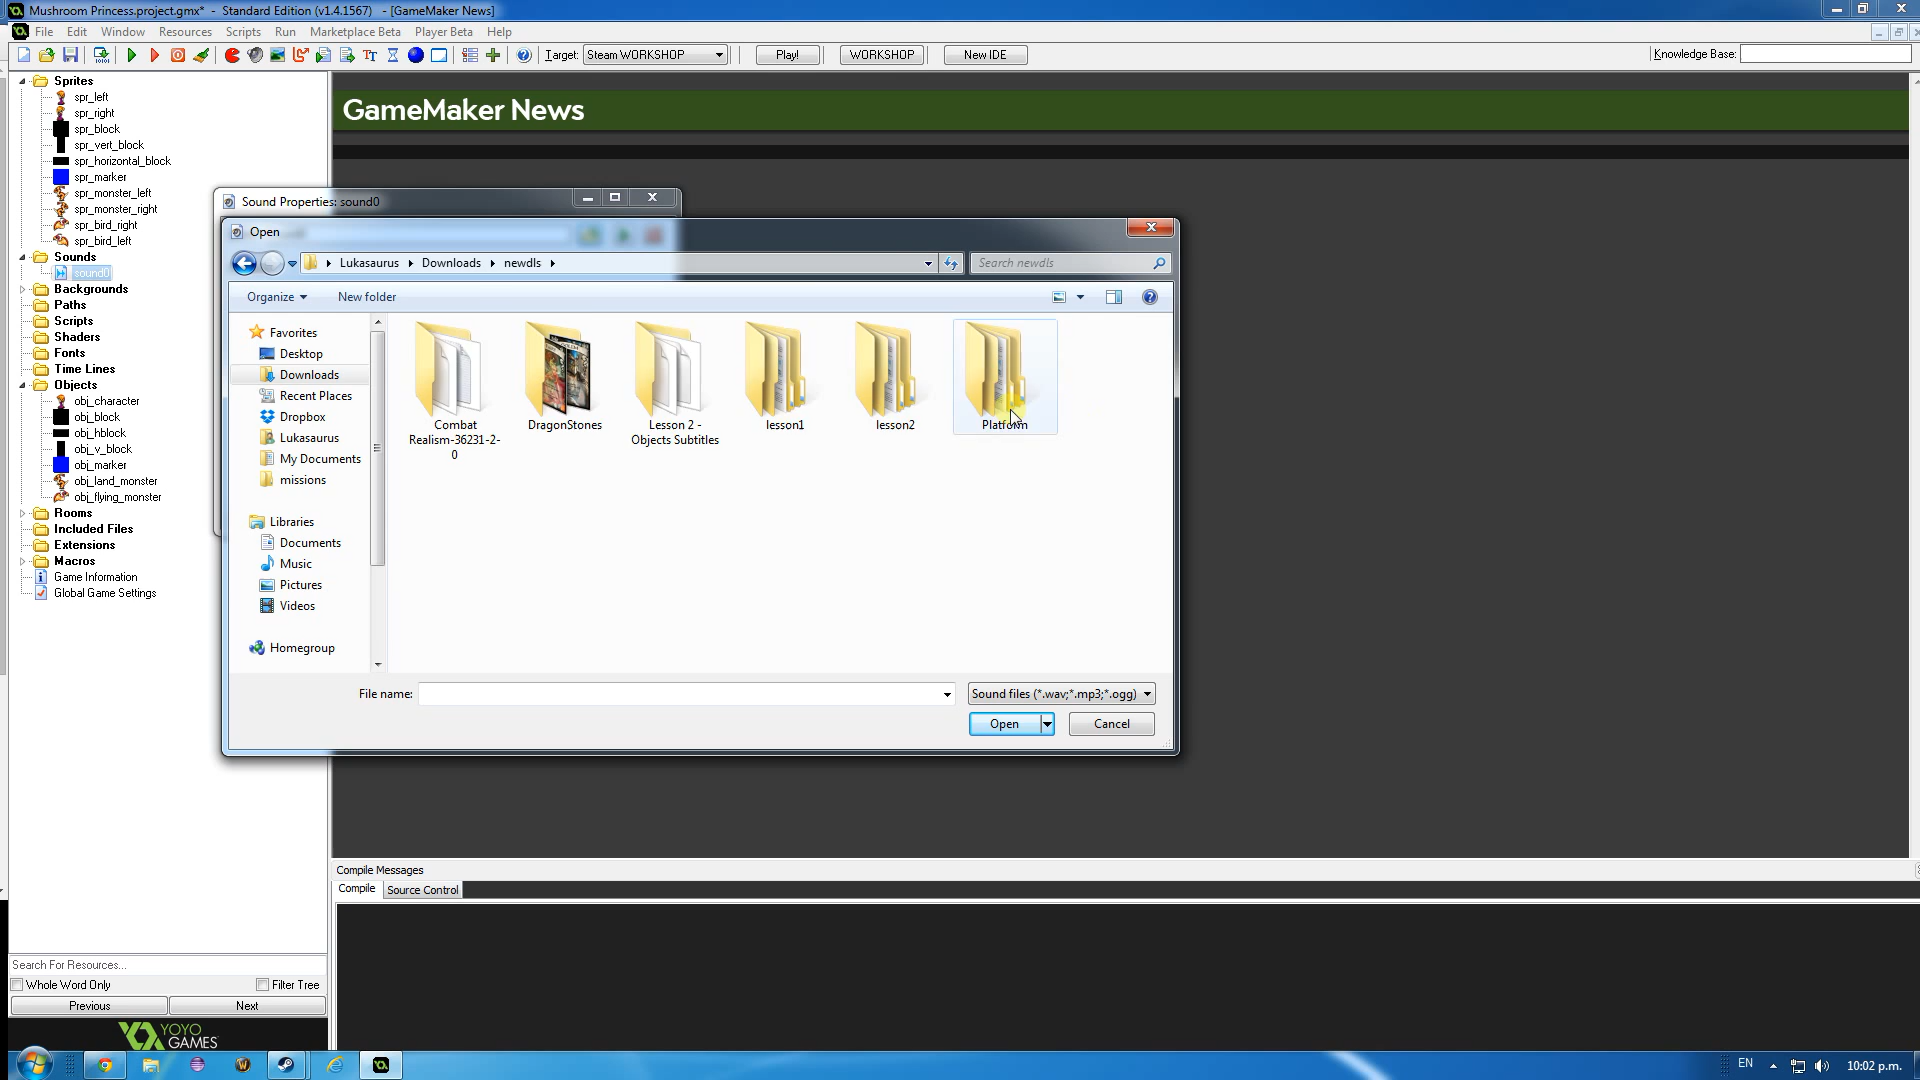 Mushroom Princess.project.gmx* - Standard Edition (v1.4.1567) - [GameMaker News]
File Edit Window Resources Scripts Run Marketplace Beta Player Beta Help
Target: Steam WORKSHOP Play! WORKSHOP New IDE Knowledge Base:
Sprites
spr_left
spr_right
spr_block
spr_vert_block
spr_horizontal_block
spr_marker
spr_monster_left
spr_monster_right
spr_bird_right
spr_bird_left
Sounds
sound0
Backgrounds
Paths
Scripts
Shaders
Fonts
Time Lines
Objects
obj_character
obj_block
obj_hblock
obj_v_block
obj_marker
obj_land_monster
obj_flying_monster
Rooms
Included Files
Extensions
Macros
Game Information
Global Game Settings
Search For Resources...
Whole Word Only Filter Tree
Previous Next
YOYO
GAMES
GameMaker News
Sound Properties: sound0
Open
Lukasaurus Downloads newdls Search newdls
Organize New folder
Favorites
Desktop
Downloads
Recent Places
Dropbox
Lukasaurus
My Documents
missions
Libraries
Documents
Music
Pictures
Videos
Homegroup
Combat
Realism-36231-2-
0
DragonStones
Lesson 2 -
Objects Subtitles
lesson1
lesson2
Platform
File name: Sound files (*.wav;*.mp3;*.ogg)
Open Cancel
Compile Messages
Compile Source Control
EN 10:02 p.m.